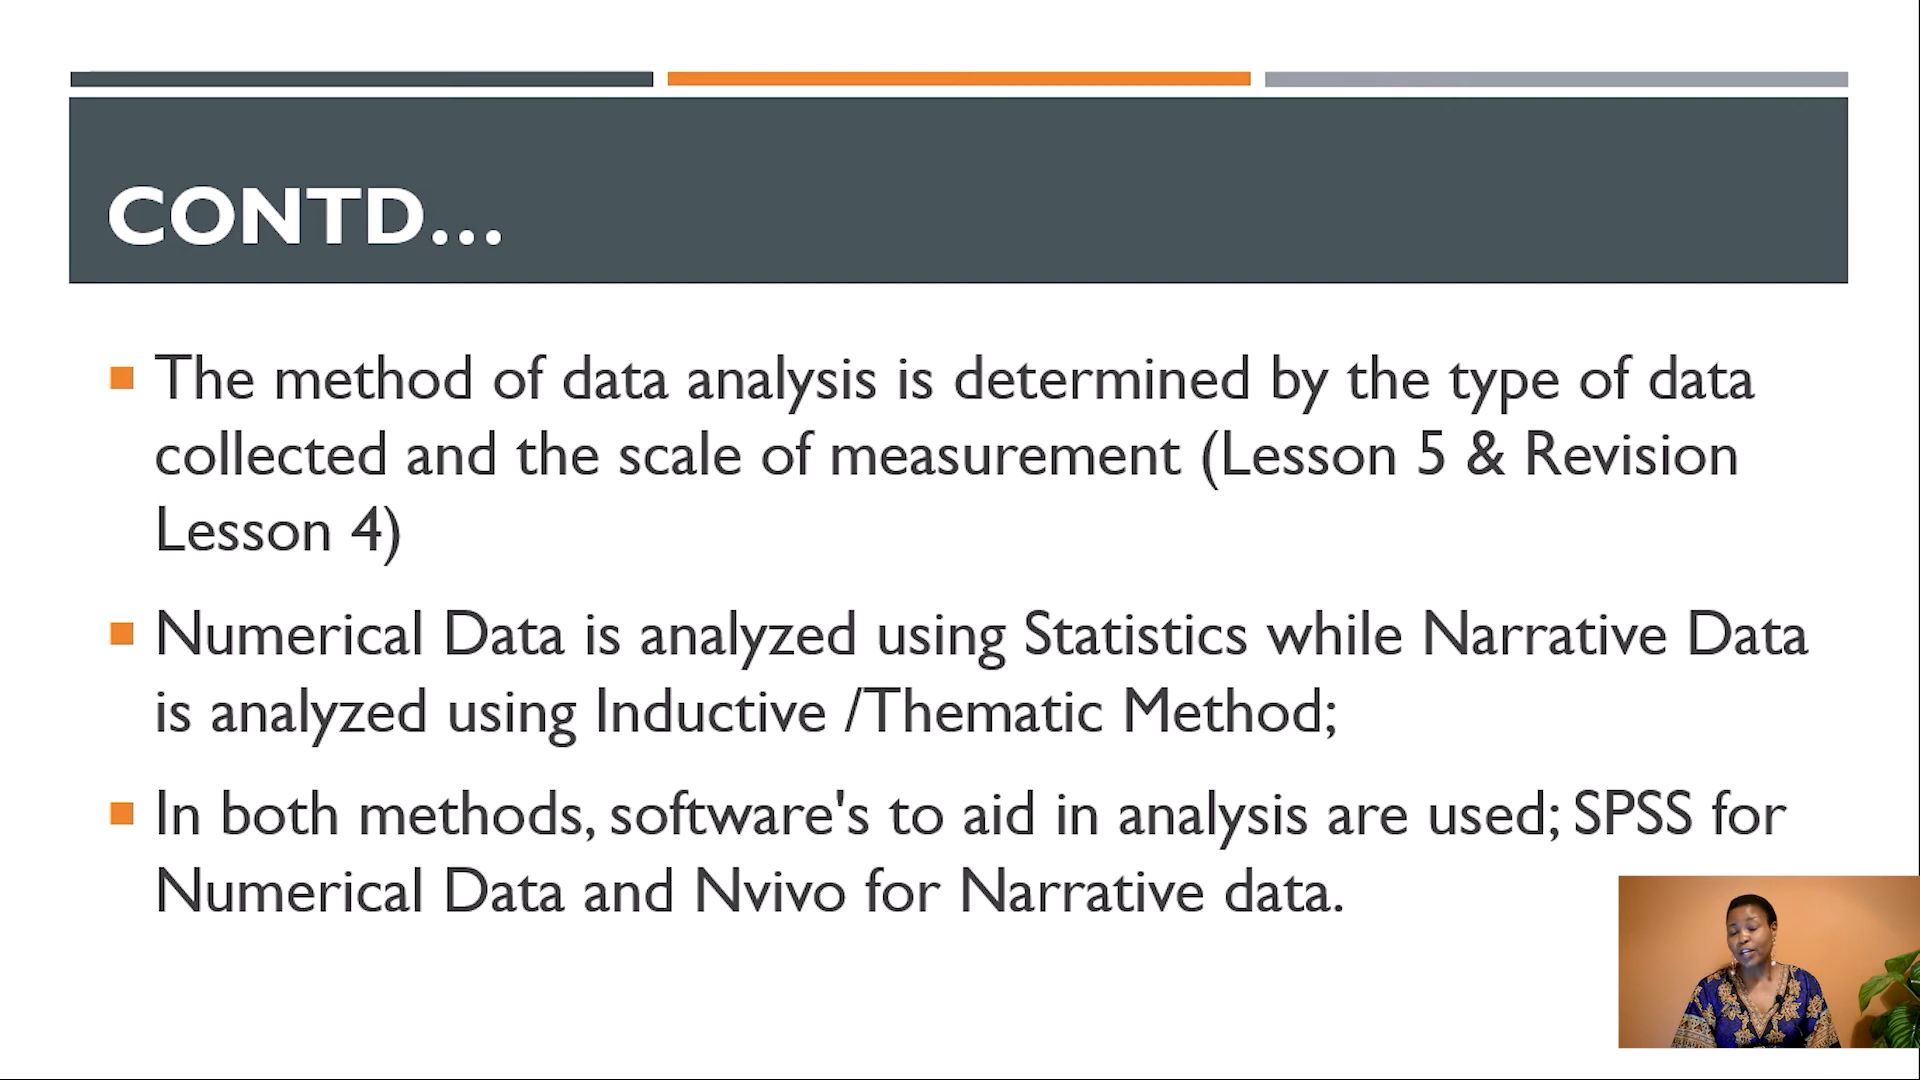 CONTD...
The method of data analysis is determined by the type of data
collected and the scale of measurement (Lesson 5 & Revision
Lesson 4)
Numerical Data is analyzed using Statistics while Narrative Data
is analyzed using Inductive /Thematic Method;
In both methods, software's to aid in analysis are used; SPSS for
Numerical Data and Nvivo for Narrative data.